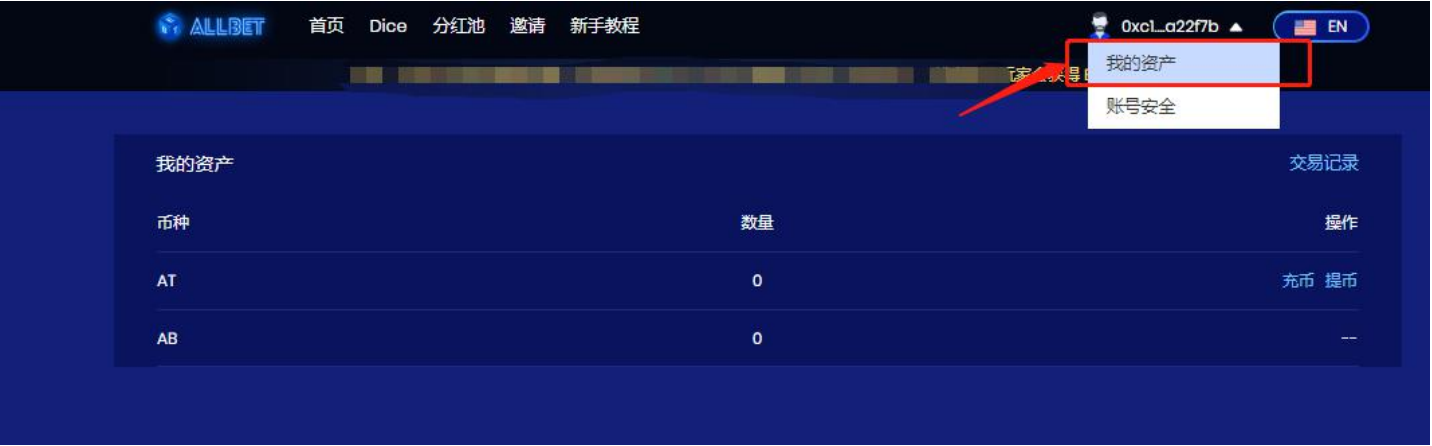 ALLBET 首页 Dice 分红池 邀请 新手教程 0xc1...a22f7b EN
我的资产
账号安全
我的资产 交易记录
币种 数量 操作
AT 0 充币 提币
AB 0 --